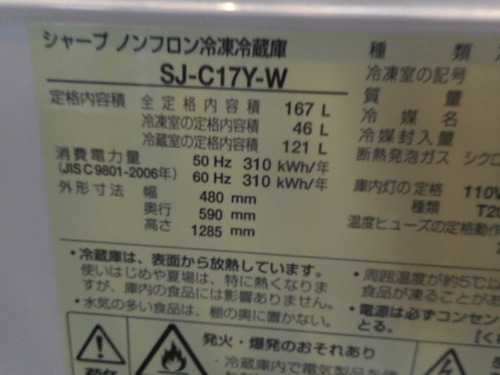 シャープ ノンフロン冷凍冷蔵庫
SJ-C17Y-W
定格内容積 全定格内容積 167 L
冷凍室の定格内容積 46 L
冷蔵室の定格内容積 121 L
消費電力量 50 Hz 310 kWh/年
(JIS C 9801-2006年) 60 Hz 310 kWh/年
外形寸法 幅 480 mm
奥行 590 mm
高さ 1285 mm
種類
冷凍室の記号
質量
冷媒名
冷媒封入量
断熱発泡ガス シクロ
庫内灯の定格 110V
種類 T2
温度ヒューズの定格動作
・冷蔵庫は、表面から放熱しています。
使いはじめや夏場は、特に熱くなりま
すが、庫内の食品には影響ありません。
・水気の多い食品は、棚の奥に置かない。
・周囲温度が約5℃以
食品が凍ることがあ
・電源は必ずコンセン
とる。
発火・爆発のおそれあり
・冷蔵庫内で電気製品を使